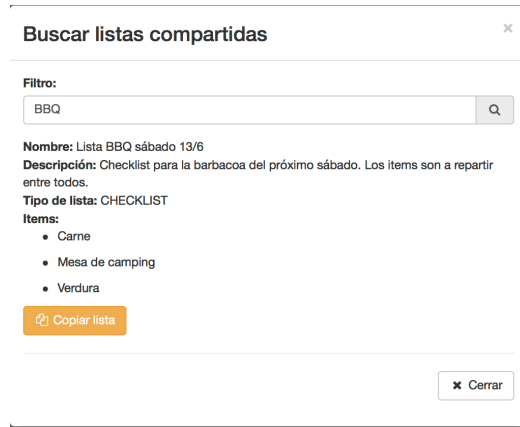 Buscar listas compartidas
×
Filtro:
BBQ
Nombre: Lista BBQ sábado 13/6
Descripción: Checklist para la barbacoa del próximo sábado. Los items son a repartir
entre todos.
Tipo de lista: CHECKLIST
Items:
• Carne
• Mesa de camping
• Verdura
Copiar lista
✖ Cerrar